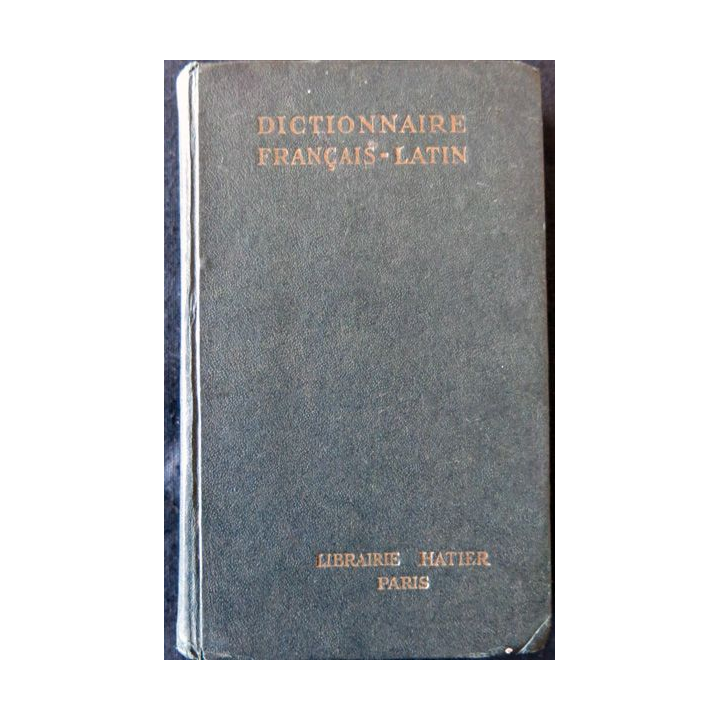 DICTIONNAIRE
FRANÇAIS-LATIN
LIBRAIRIE HATIER
PARIS